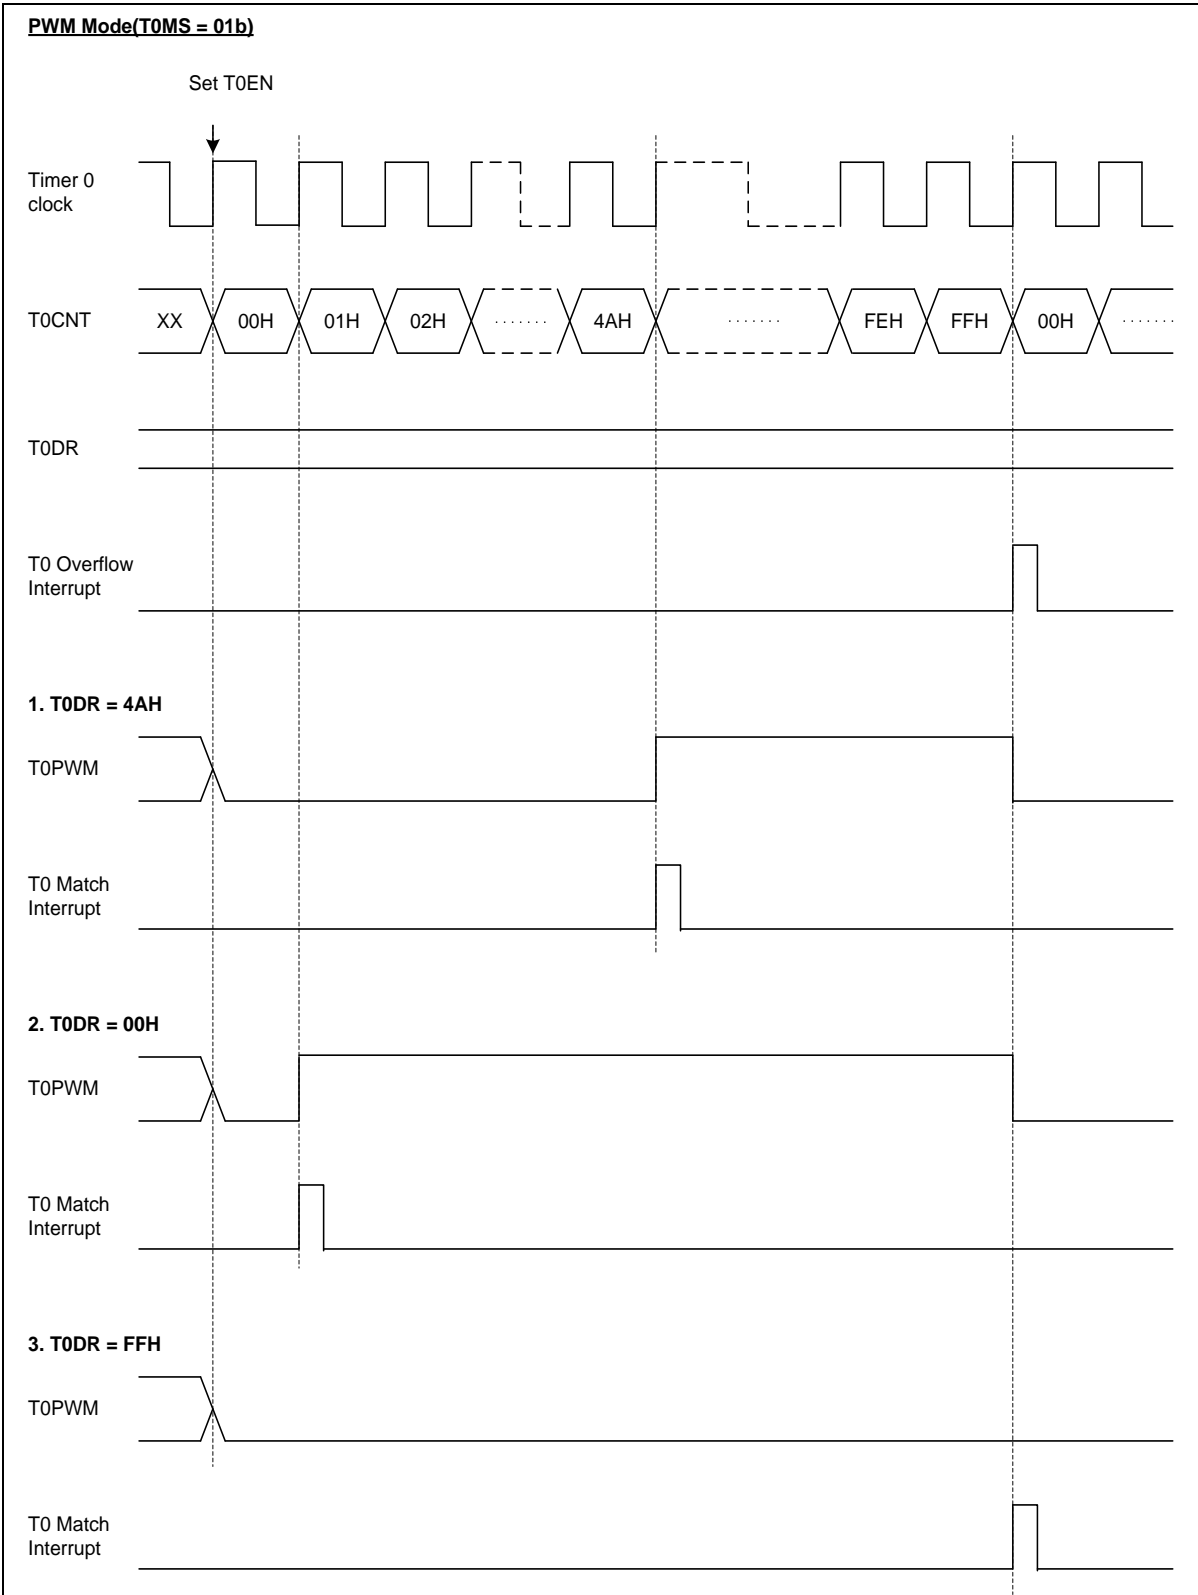 PWM Mode(T0MS = 01b)
Set T0EN
Timer 0
clock
T0CNT XX 00H 01H 02H ....... 4AH ....... FEH FFH 00H .......
T0DR
T0 Overflow
Interrupt
1. T0DR = 4AH
T0PWM
T0 Match
Interrupt
2. T0DR = 00H
T0PWM
T0 Match
Interrupt
3. T0DR = FFH
T0PWM
T0 Match
Interrupt